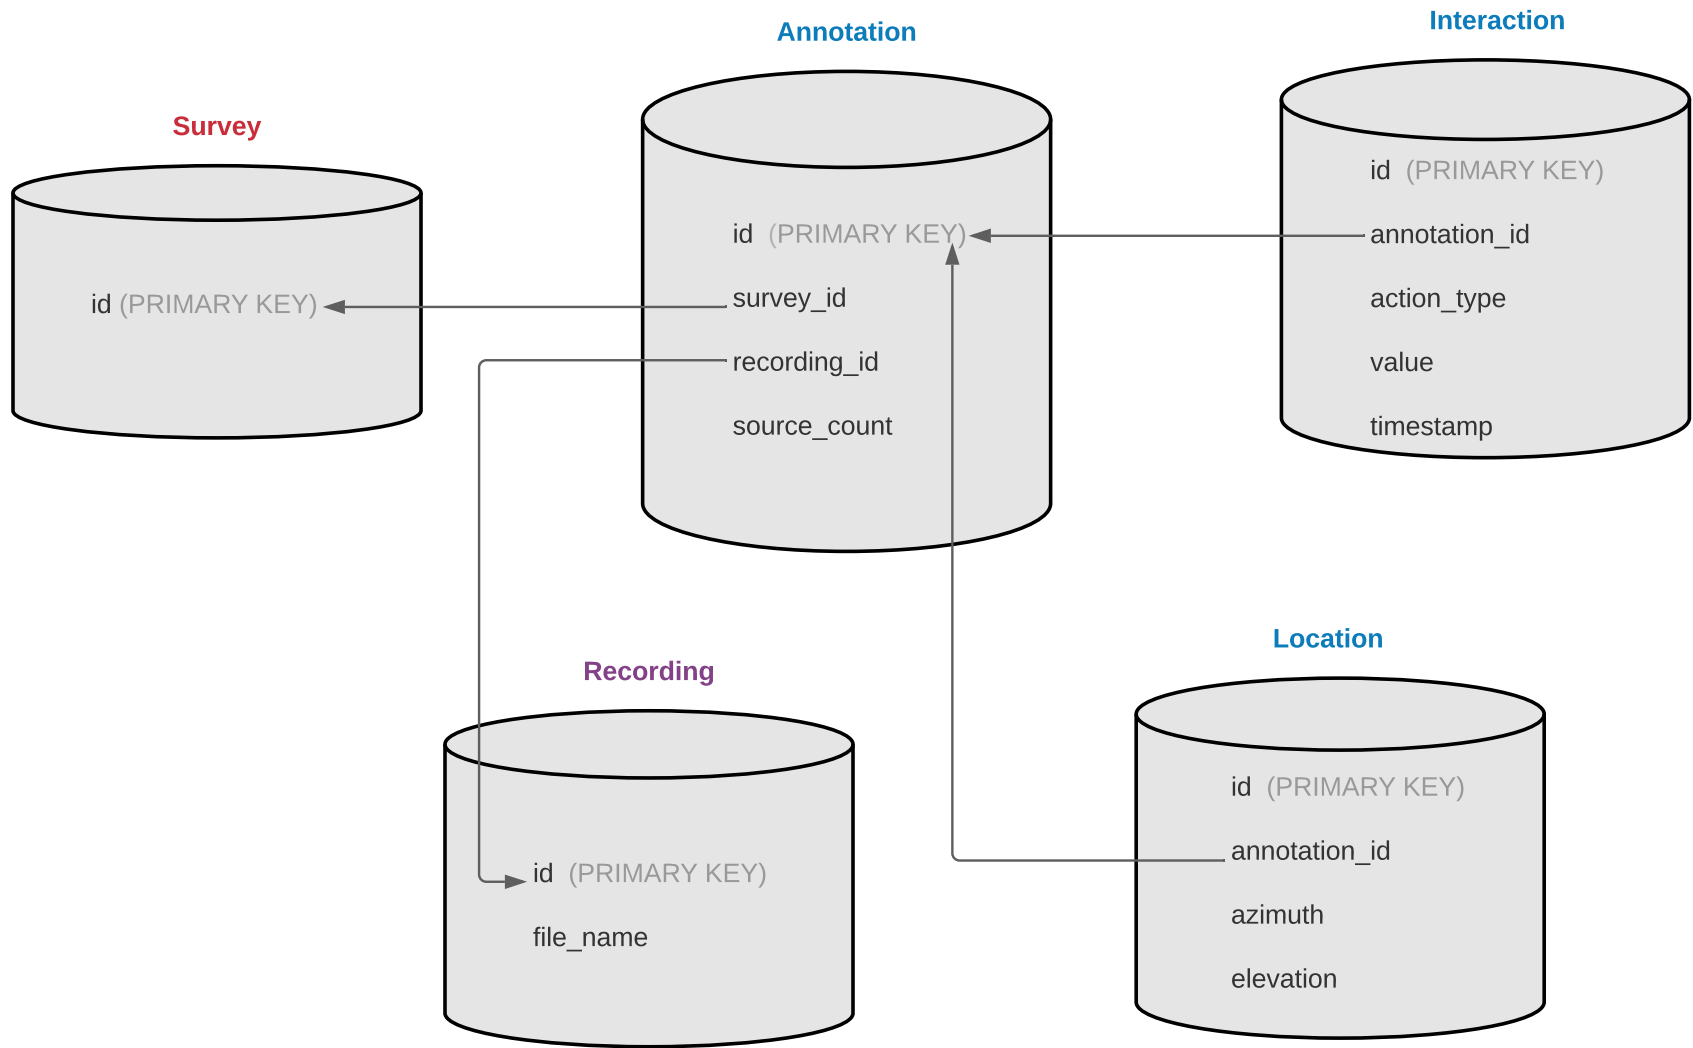 Survey
id (PRIMARY KEY)
Annotation
id (PRIMARY KEY)
survey_id
recording_id
source_count
Interaction
id (PRIMARY KEY)
annotation_id
action_type
value
timestamp
Recording
id (PRIMARY KEY)
file_name
Location
id (PRIMARY KEY)
annotation_id
azimuth
elevation